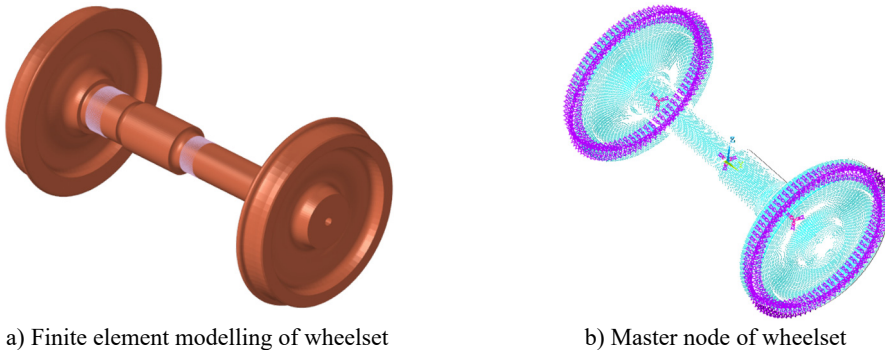 a) Finite element modelling of wheelset
b) Master node of wheelset